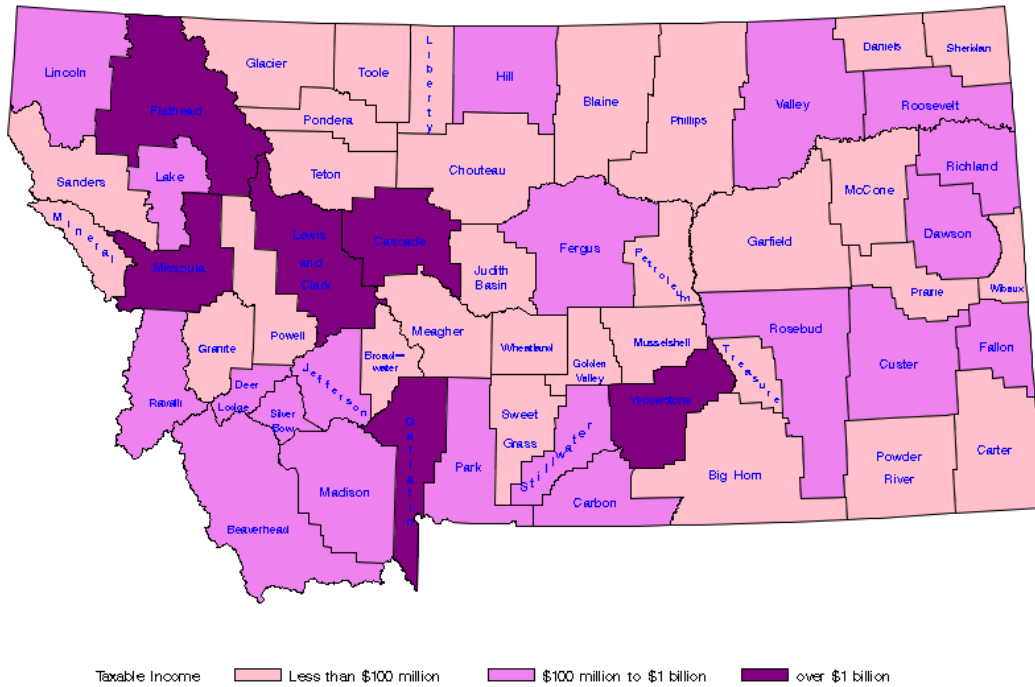 Lincoln
Flathead
Glacier
Toole
Liberty
Hill
Blaine
Phillips
Valley
Daniels
Sheridan
Roosevelt
Pondera
Teton
Chouteau
Richland
Sanders
Lake
McCone
Dawson
Mineral
Missoula
Lewis
and
Clark
Cascade
Judith
Basin
Fergus
Petroleum
Garfield
Prairie
Wibaux
Powell
Granite
Meagher
Broad-
water
Wheatland
Golden
Valley
Musselshell
Treasure
Rosebud
Custer
Fallon
Ravalli
Deer
Lodge
Silver
Bow
Jefferson
Gallatin
Park
Sweet
Grass
Stillwater
Yellowstone
Big Horn
Powder
River
Carter
Beaverhead
Madison
Carbon
Taxable Income Less than $100 million $100 million to $1 billion over $1 billion